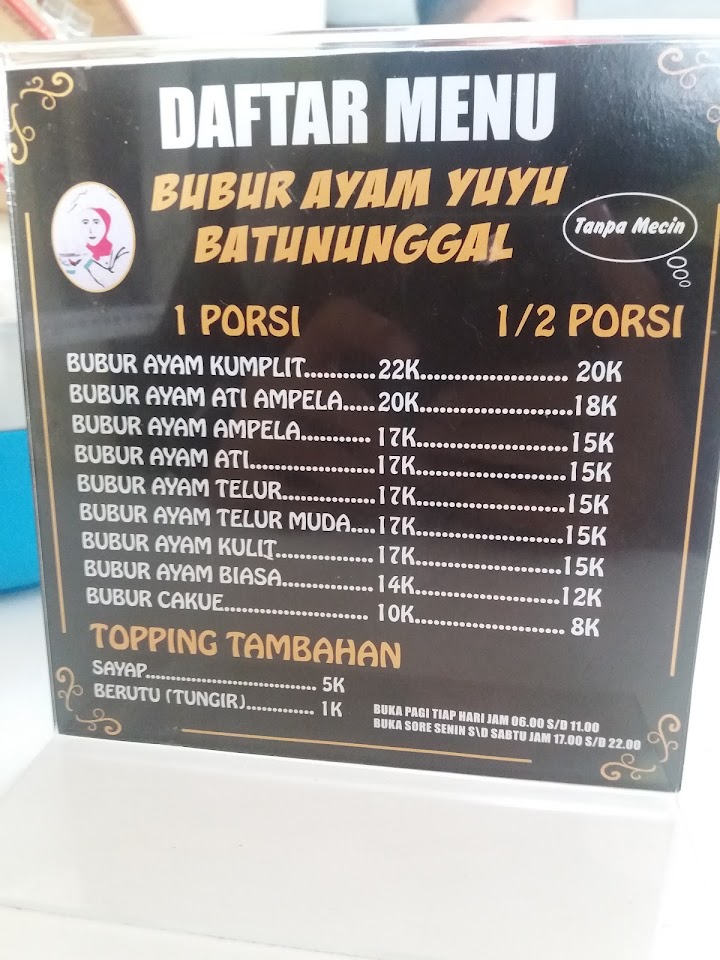 DAFTAR MENU
BUBUR AYAM YUYU
BATUNUNGGAL
Tanpa Mecin
1 PORSI 1/2 PORSI
BUBUR AYAM KUMPLIT............22K...................... 20K
BUBUR AYAM ATI AMPELA.....20K.......................18K
BUBUR AYAM AMPELA........... 17K.......................15K
BUBUR AYAM ATI...................17K.......................15K
BUBUR AYAM TELUR..............17K.......................15K
BUBUR AYAM TELUR MUDA....17K......................15K
BUBUR AYAM KULIT...............17K......................15K
BUBUR AYAM BIASA..............14K......................12K
BUBUR CAKUE...................... 10K....................... 8K
TOPPING TAMBAHAN
SAYAP.................................. 5K
BERUTU (TUNGIR).............. 1K
BUKA PAGI TIAP HARI JAM 06.00 S/D 11.00
BUKA SORE SENIN S\D SABTU JAM 17.00 S/D 22.00